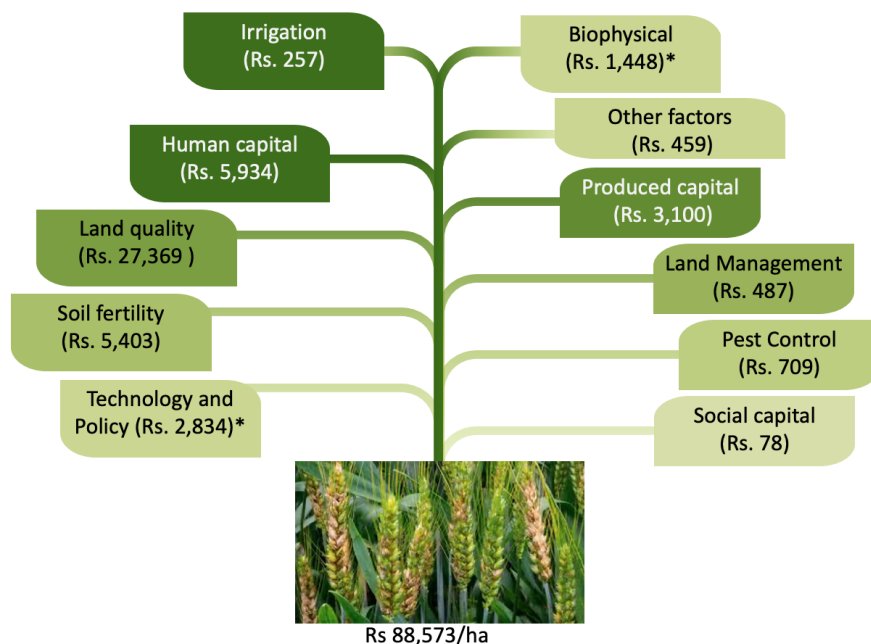 Irrigation
(Rs. 257)
Biophysical
(Rs. 1,448)*
Other factors
(Rs. 459)
Human capital
(Rs. 5,934)
Produced capital
(Rs. 3,100)
Land quality
(Rs. 27,369 )
Land Management
(Rs. 487)
Soil fertility
(Rs. 5,403)
Pest Control
(Rs. 709)
Technology and
Policy (Rs. 2,834)*
Social capital
(Rs. 78)
Rs 88,573/ha